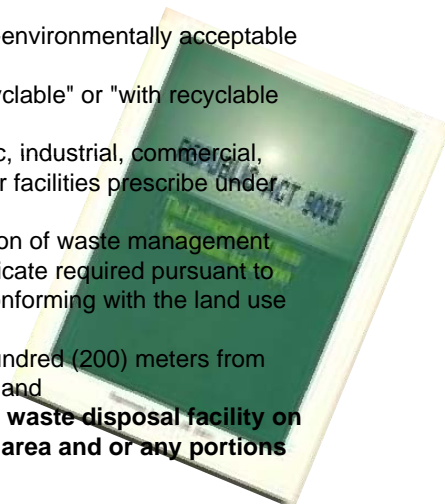 environmentally acceptable
clable" or "with recyclable
c, industrial, commercial,
r facilities prescribe under
on of waste management
icate required pursuant to
onforming with the land use
undred (200) meters from
and
waste disposal facility on
area and or any portions
REPUBLIC ACT 9003